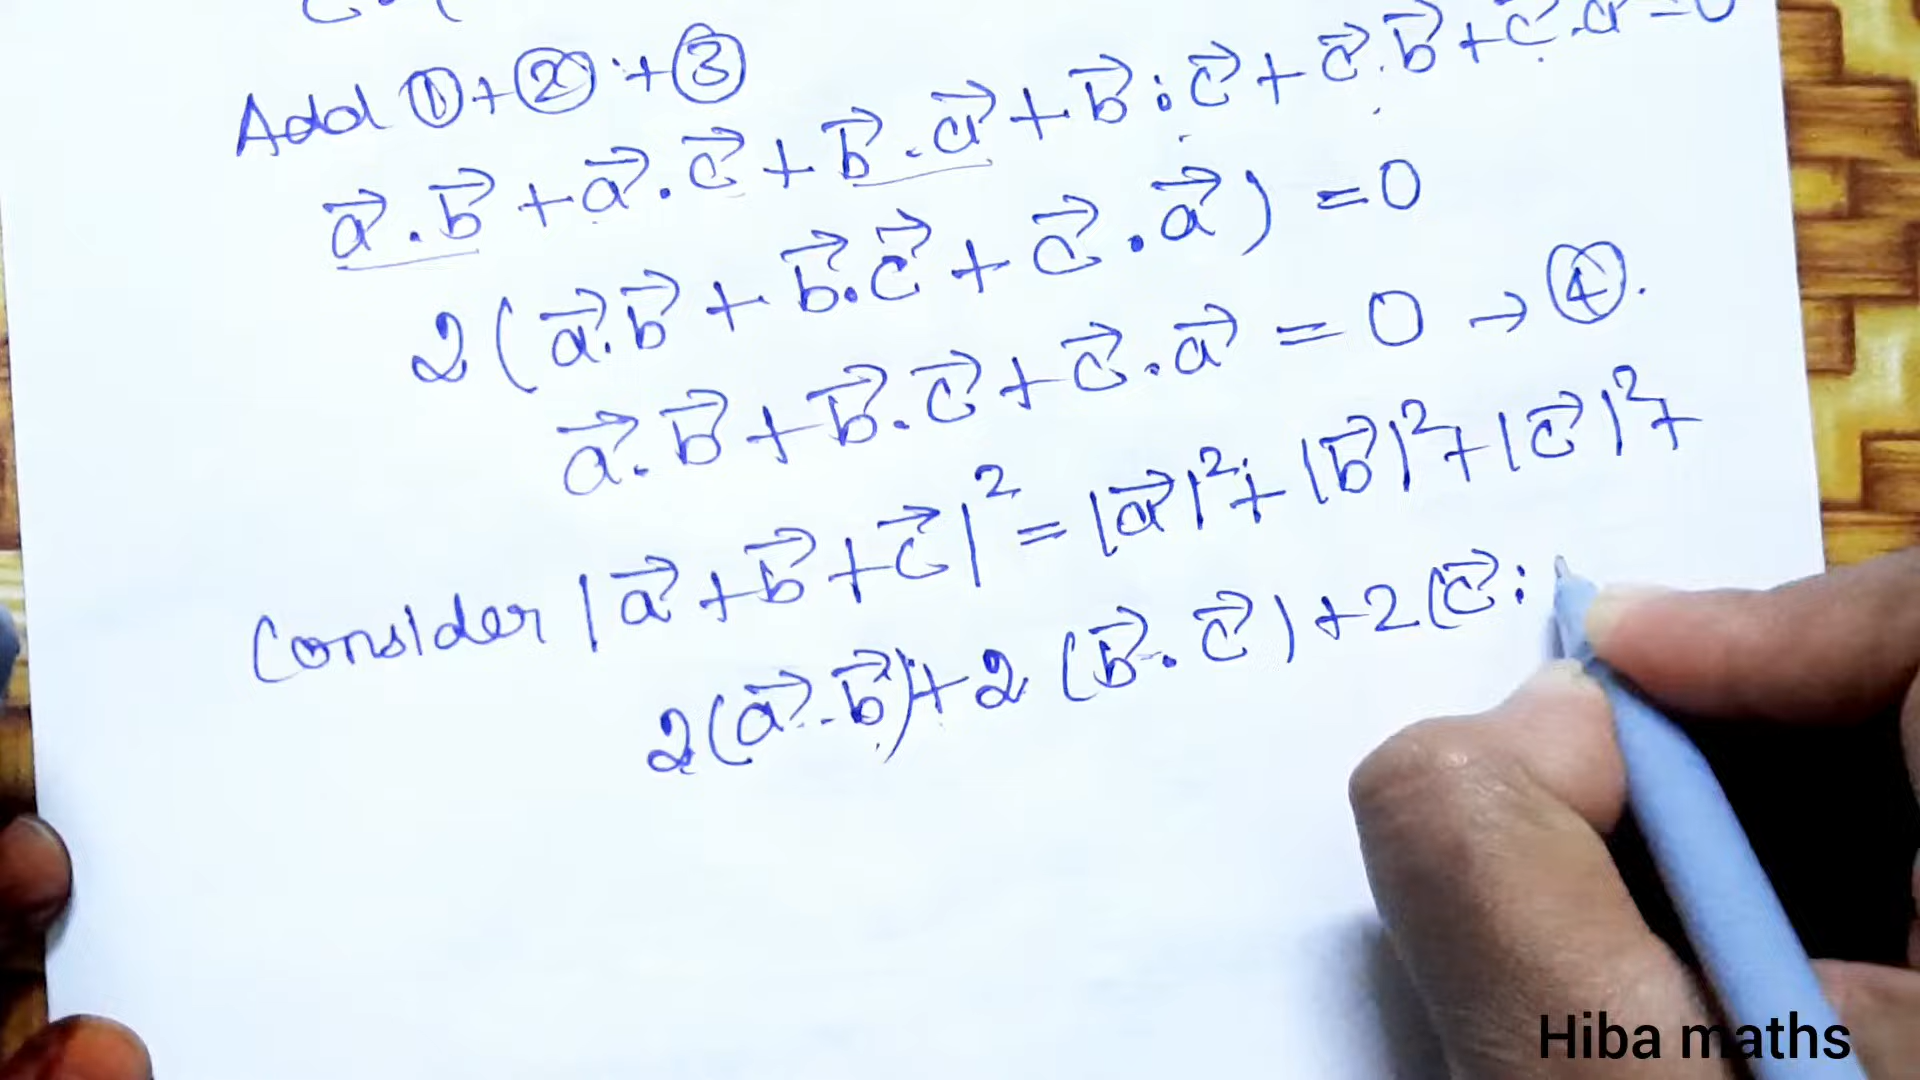 Add ① + ② + ③
a⃗.b⃗ + a⃗.c⃗ + b⃗.a⃗ + b⃗.c⃗ + c⃗.b⃗ + c⃗.a⃗ = 0
2(a⃗.b⃗ + b⃗.c⃗ + c⃗.a⃗) = 0
a⃗.b⃗ + b⃗.c⃗ + c⃗.a⃗ = 0 → ④.
Consider |a⃗ + b⃗ + c⃗|² = |a⃗|² + |b⃗|² + |c⃗|² +
2(a⃗.b⃗) + 2(b⃗.c⃗) + 2(c⃗.
Hiba maths